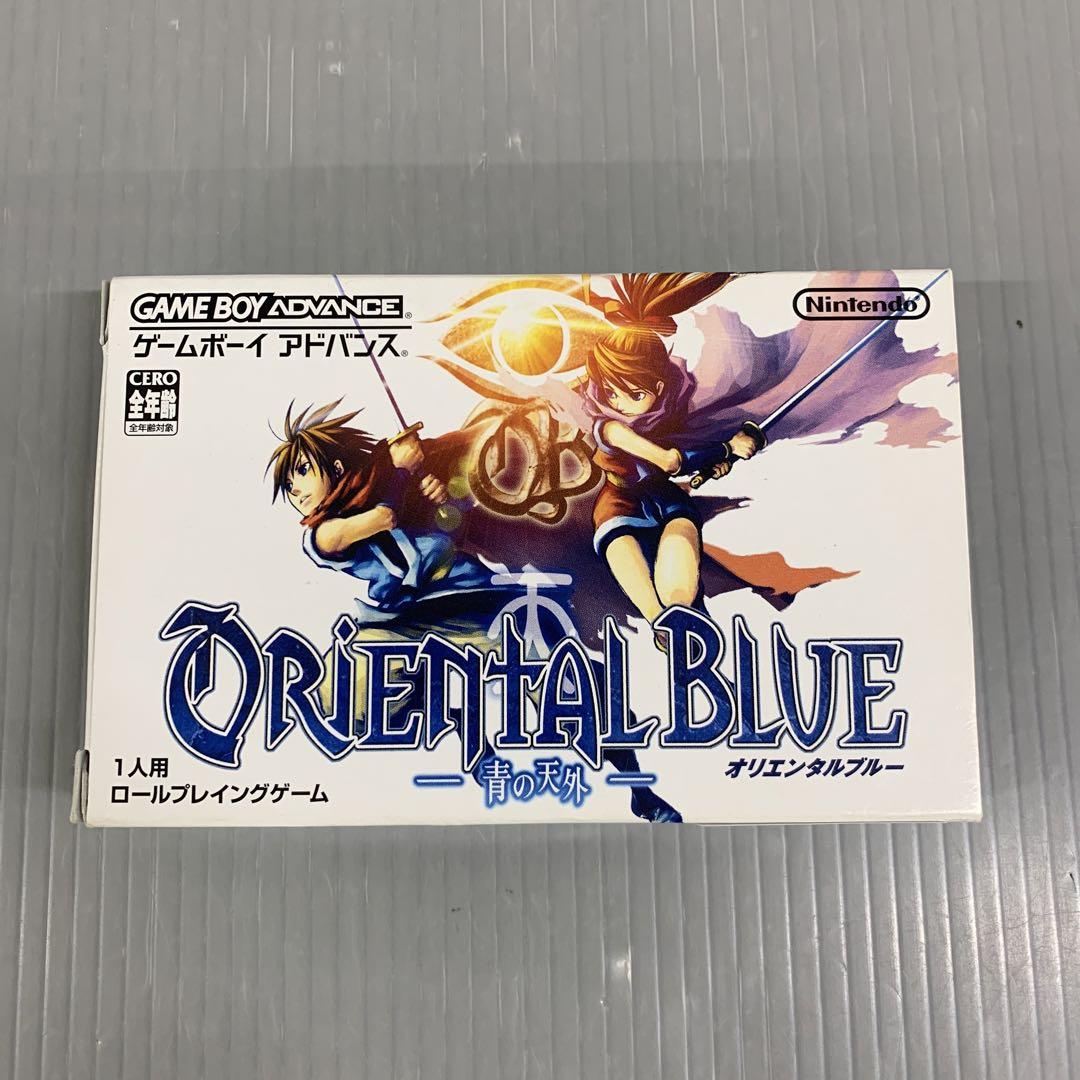 GAME BOY ADVANCE®
ゲームボーイ アドバンス®
Nintendo®
CERO
全年齢
全年齢対象
OB
ORIENTAL BLUE
青の天外
オリエンタルブルー
1人用
ロールプレイングゲーム